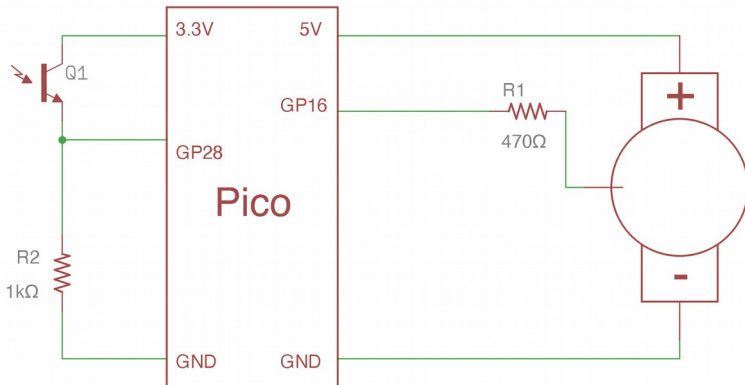 3.3V
5V
Q1
R1
+
GP16
470Ω
GP28
Pico
R2
1kΩ
-
GND
GND